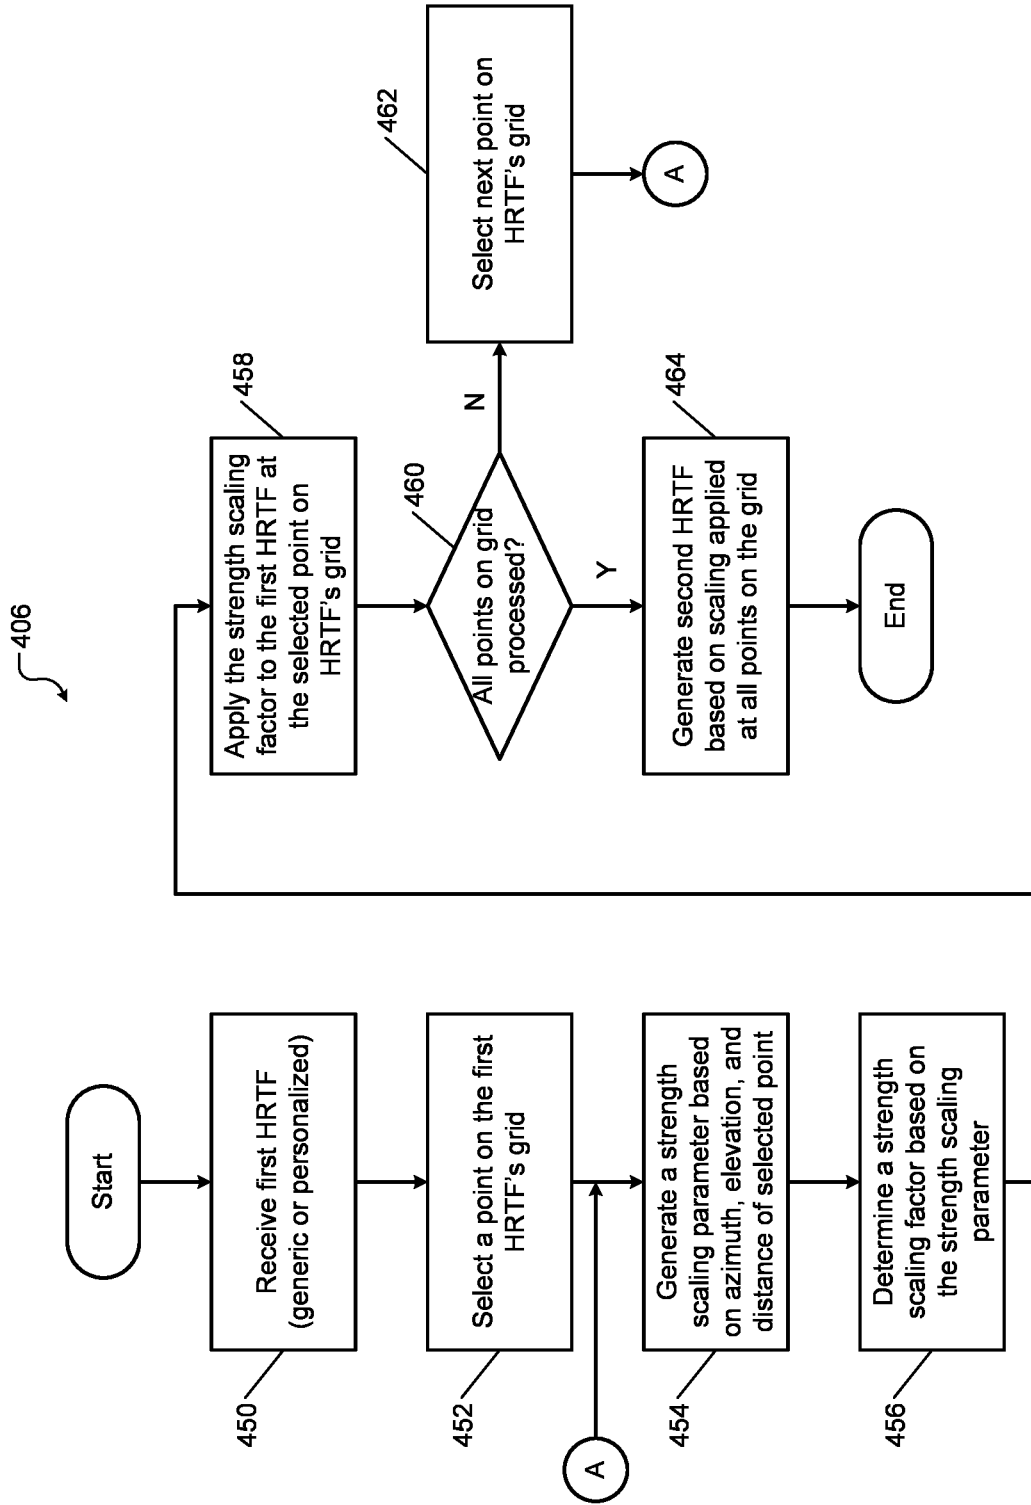 406
Start
Receive first HRTF
(generic or personalized)
450
Select a point on the first
HRTF's grid
452
A
Generate a strength
scaling parameter based
on azimuth, elevation, and
distance of selected point
454
Determine a strength
scaling factor based on
the strength scaling
parameter
456
Apply the strength scaling
factor to the first HRTF at
the selected point on
HRTF's grid
458
All points on grid
processed?
460
N
Y
Select next point on
HRTF's grid
462
A
Generate second HRTF
based on scaling applied
at all points on the grid
464
End